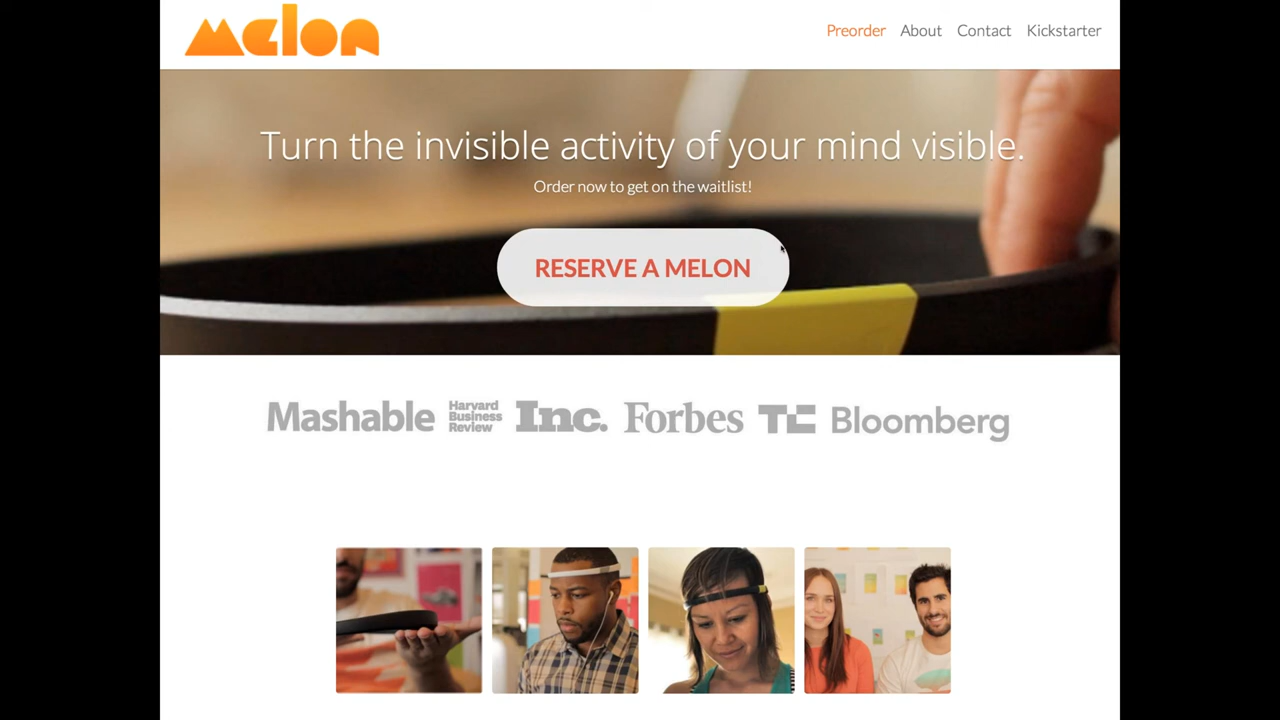 melon
Preorder About Contact Kickstarter
Turn the invisible activity of your mind visible.
Order now to get on the waitlist!
RESERVE A MELON
Mashable Harvard Business Review Inc. Forbes TC Bloomberg